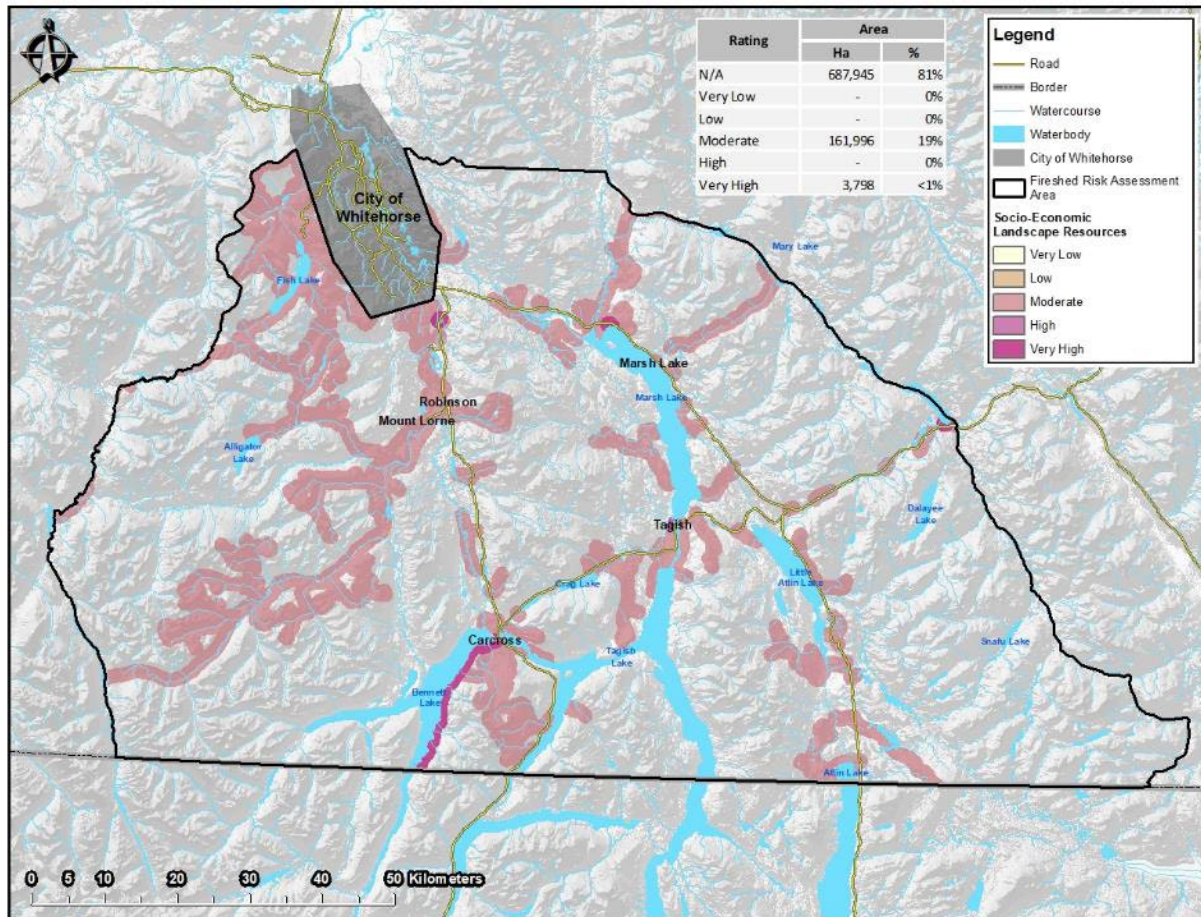 Rating Area
Ha %
N/A 687,945 81%
Very Low - 0%
Low - 0%
Moderate 161,996 19%
High - 0%
Very High 3,798 <1%
Legend
Road
Border
Watercourse
Waterbody
City of Whitehorse
Fireshed Risk Assessment
Area
Socio-Economic
Landscape Resources
Very Low
Low
Moderate
High
Very High
City of
Whitehorse
Mary Lake
Fish Lake
Marsh Lake
Marsh Lake
Robinson
Mount Lorne
Alligator
Lake
Dalayee
Lake
Tagish
Crag Lake
Little
Atlin Lake
Snafu Lake
Carcross
Tagish
Lake
Bennett
Lake
Atlin Lake
0 5 10 20 30 40 50 Kilometers